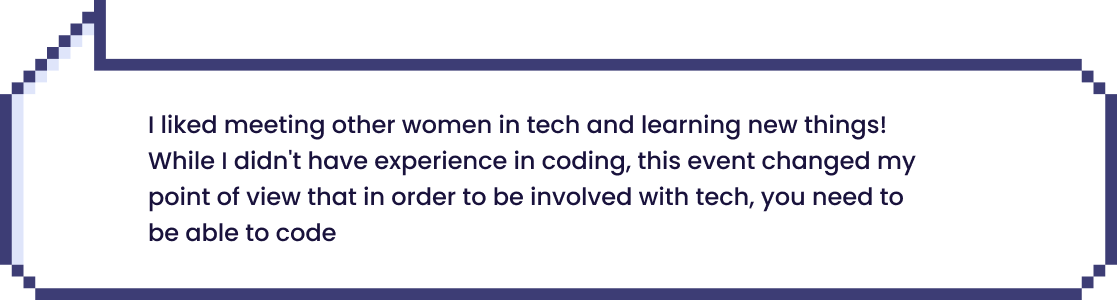 I liked meeting other women in tech and learning new things!
While I didn't have experience in coding, this event changed my
point of view that in order to be involved with tech, you need to
be able to code